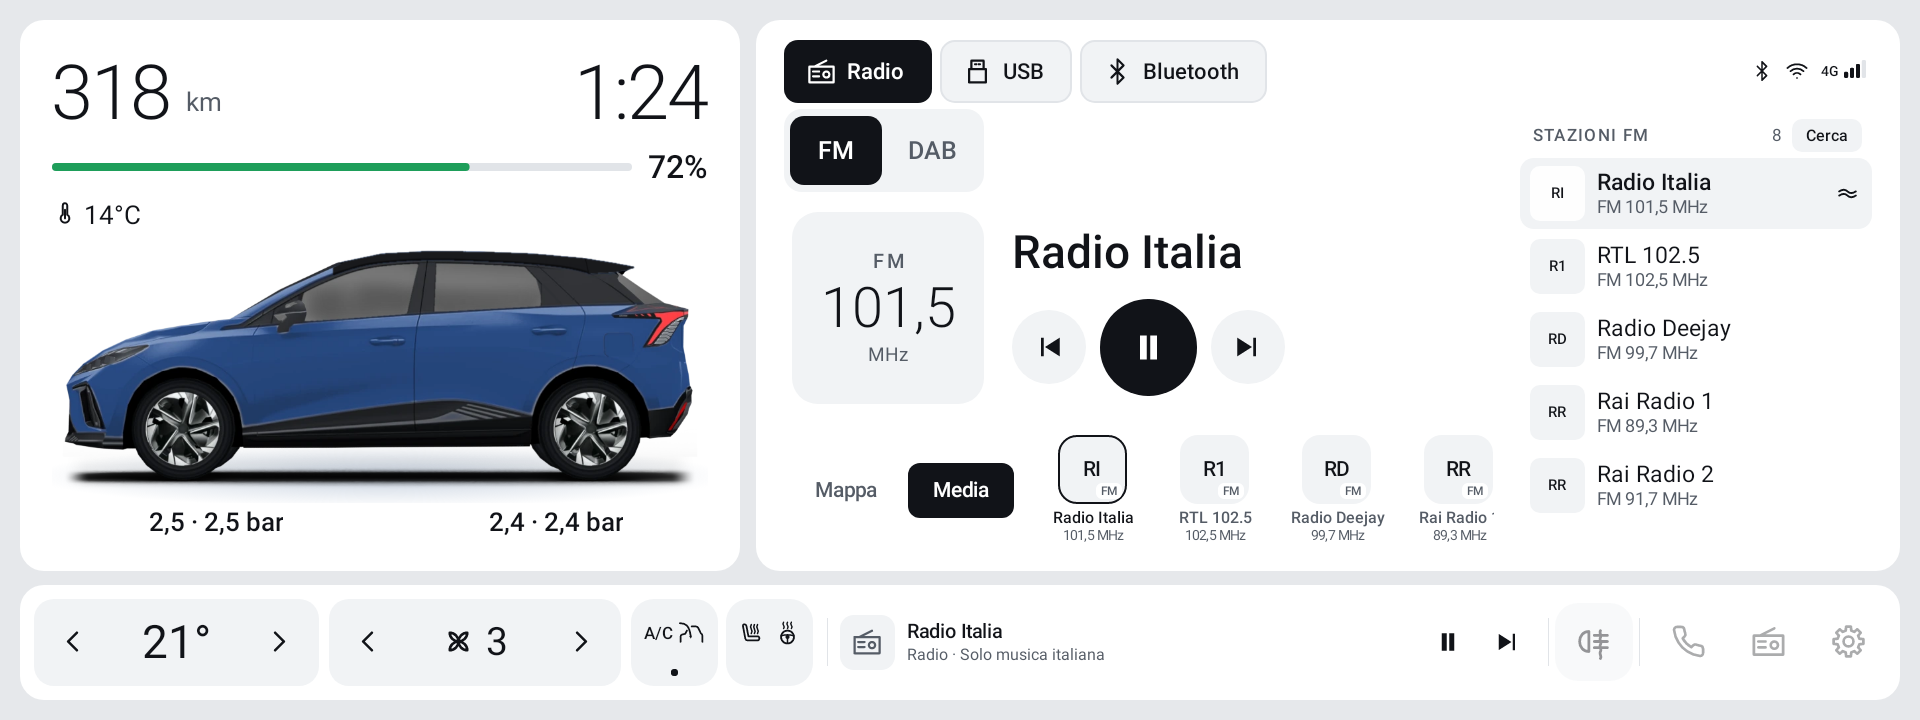 318 km
1:24
72%
14°C
2,5 · 2,5 bar
2,4 · 2,4 bar
Radio
USB
Bluetooth
4G
FM
DAB
FM
101,5
MHz
Radio Italia
Mappa
Media
RI
FM
Radio Italia
101,5 MHz
R1
FM
RTL 102.5
102,5 MHz
RD
FM
Radio Deejay
99,7 MHz
RR
FM
Rai Radio
89,3 MHz
STAZIONI FM
8
Cerca
RI
Radio Italia
FM 101,5 MHz
R1
RTL 102.5
FM 102,5 MHz
RD
Radio Deejay
FM 99,7 MHz
RR
Rai Radio 1
FM 89,3 MHz
RR
Rai Radio 2
FM 91,7 MHz
21°
3
A/C
Radio Italia
Radio · Solo musica italiana